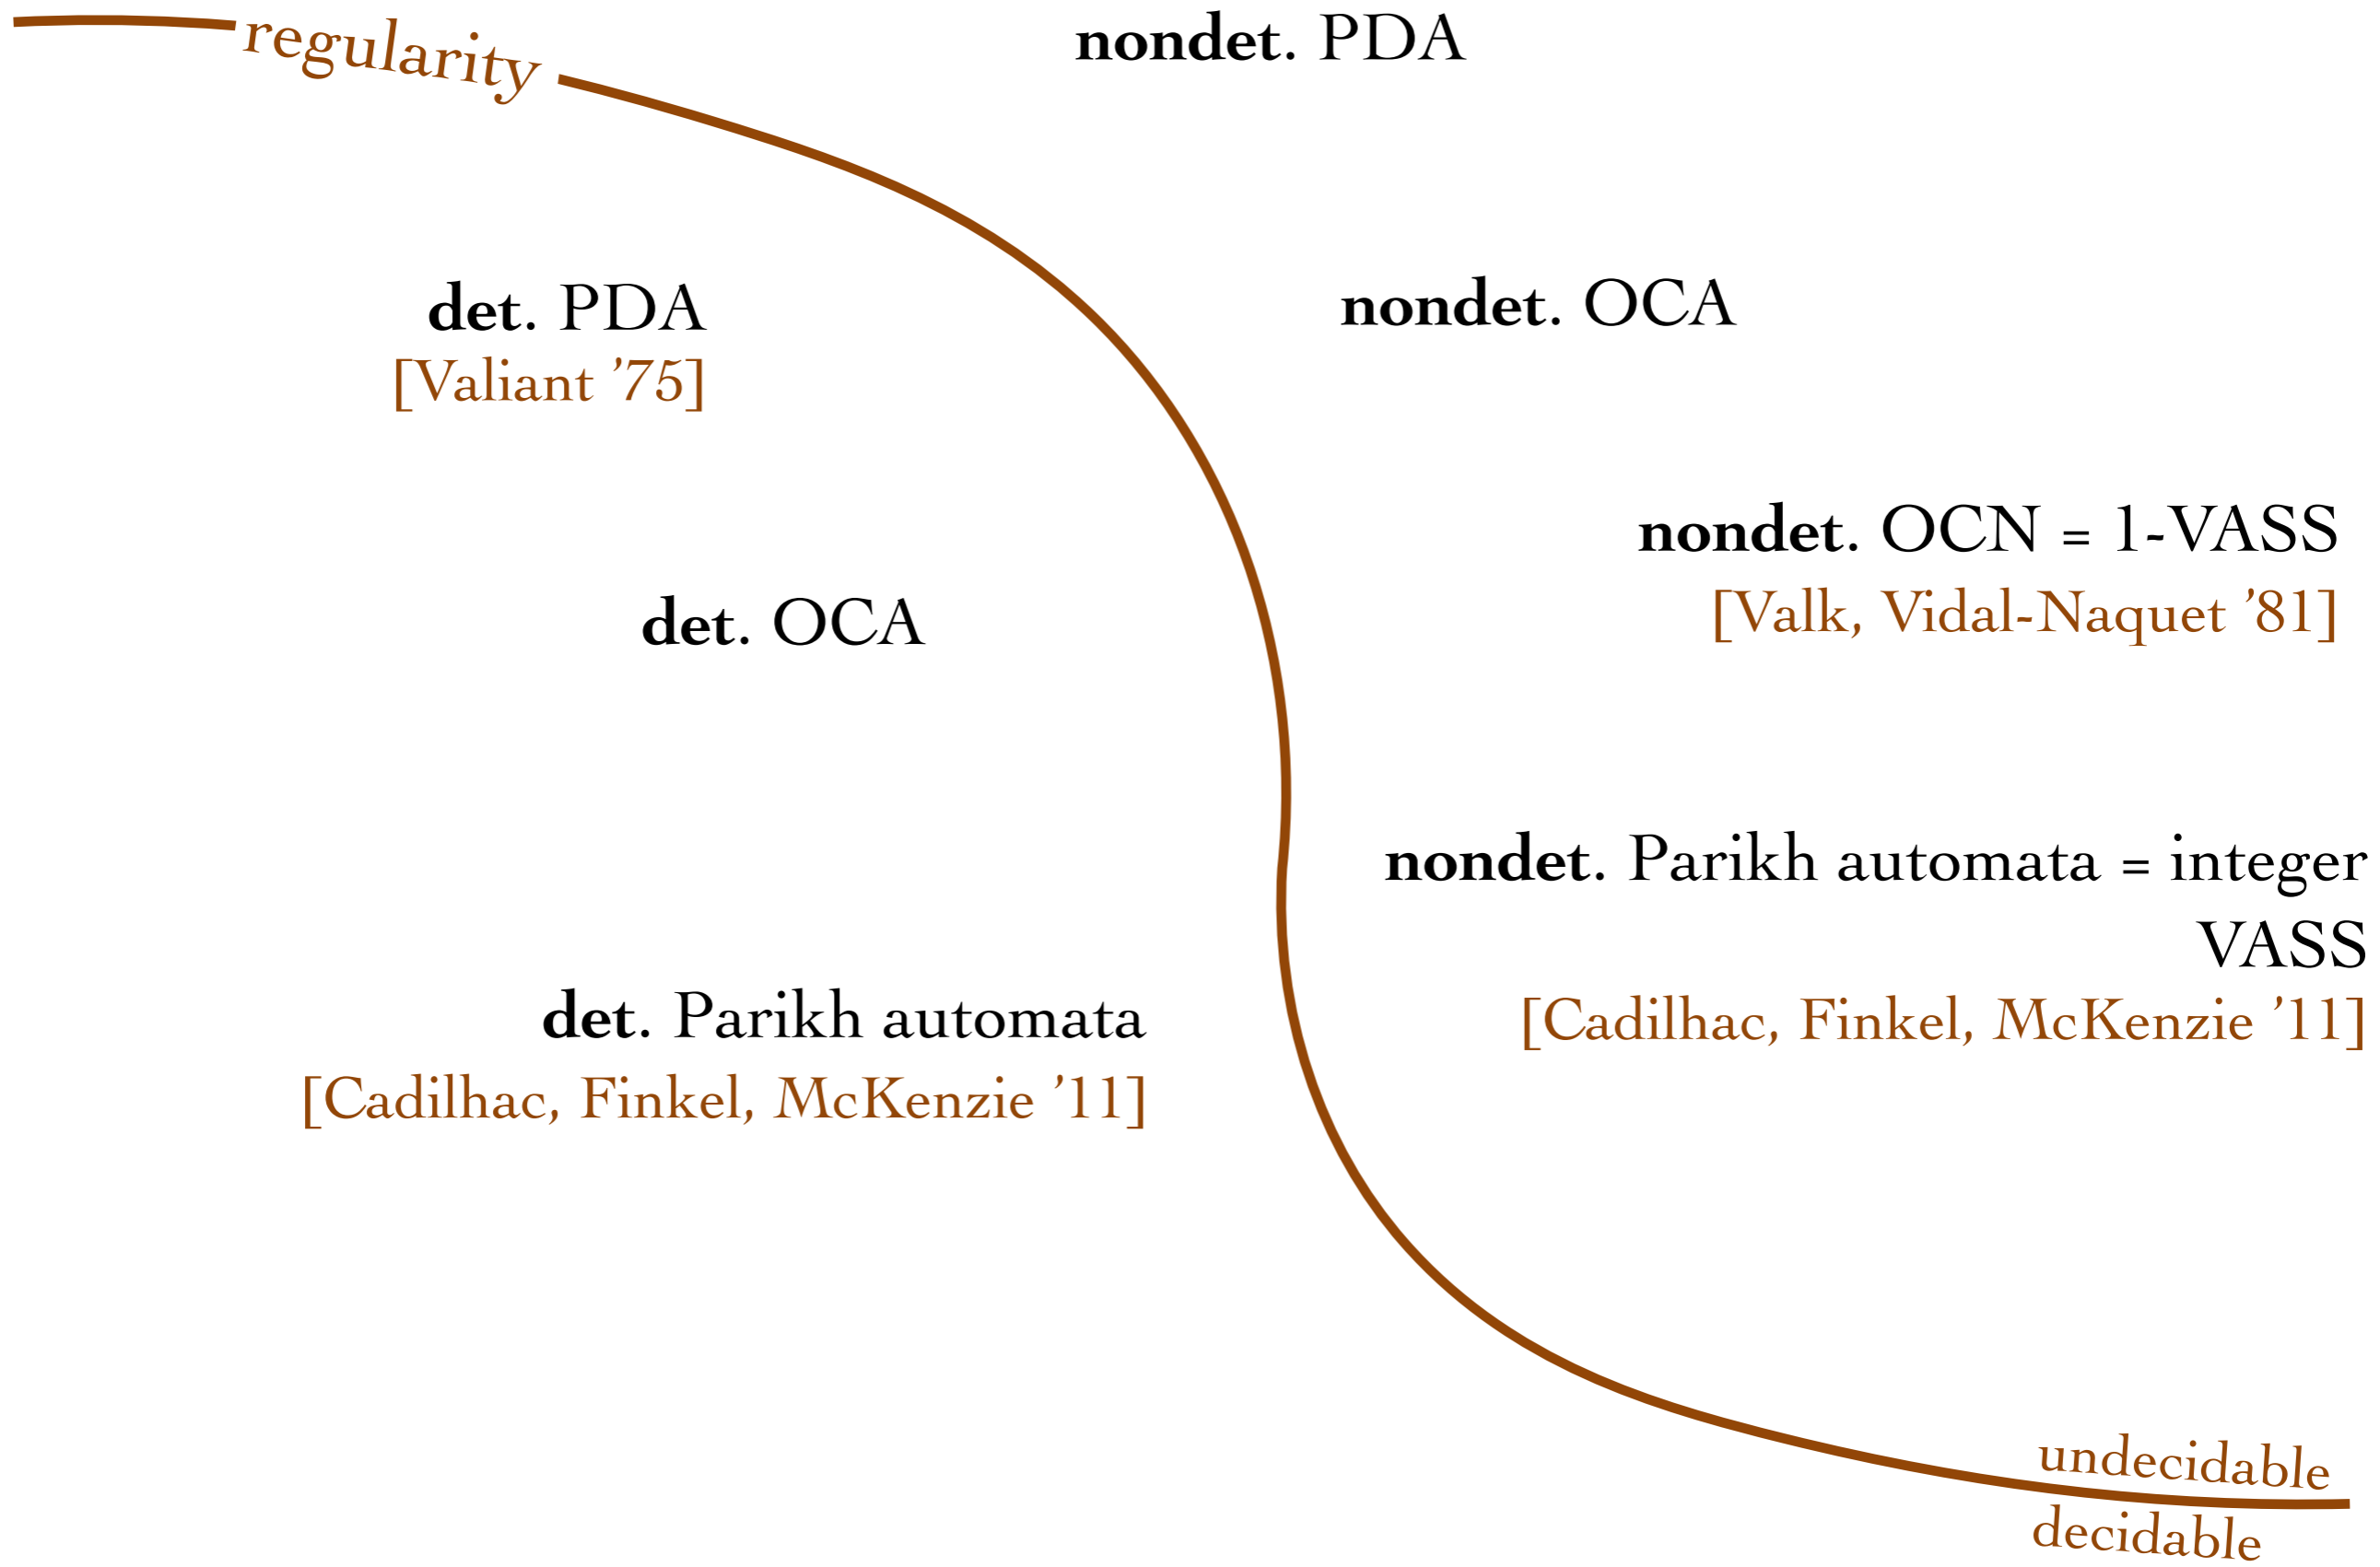 regularity
nondet. PDA
det. PDA
[Valiant ’75]
nondet. OCA
nondet. OCN = 1-VASS
[Valk, Vidal-Naquet ’81]
det. OCA
nondet. Parikh automata = integer
VASS
[Cadilhac, Finkel, McKenzie ’11]
det. Parikh automata
[Cadilhac, Finkel, McKenzie ’11]
undecidable
decidable